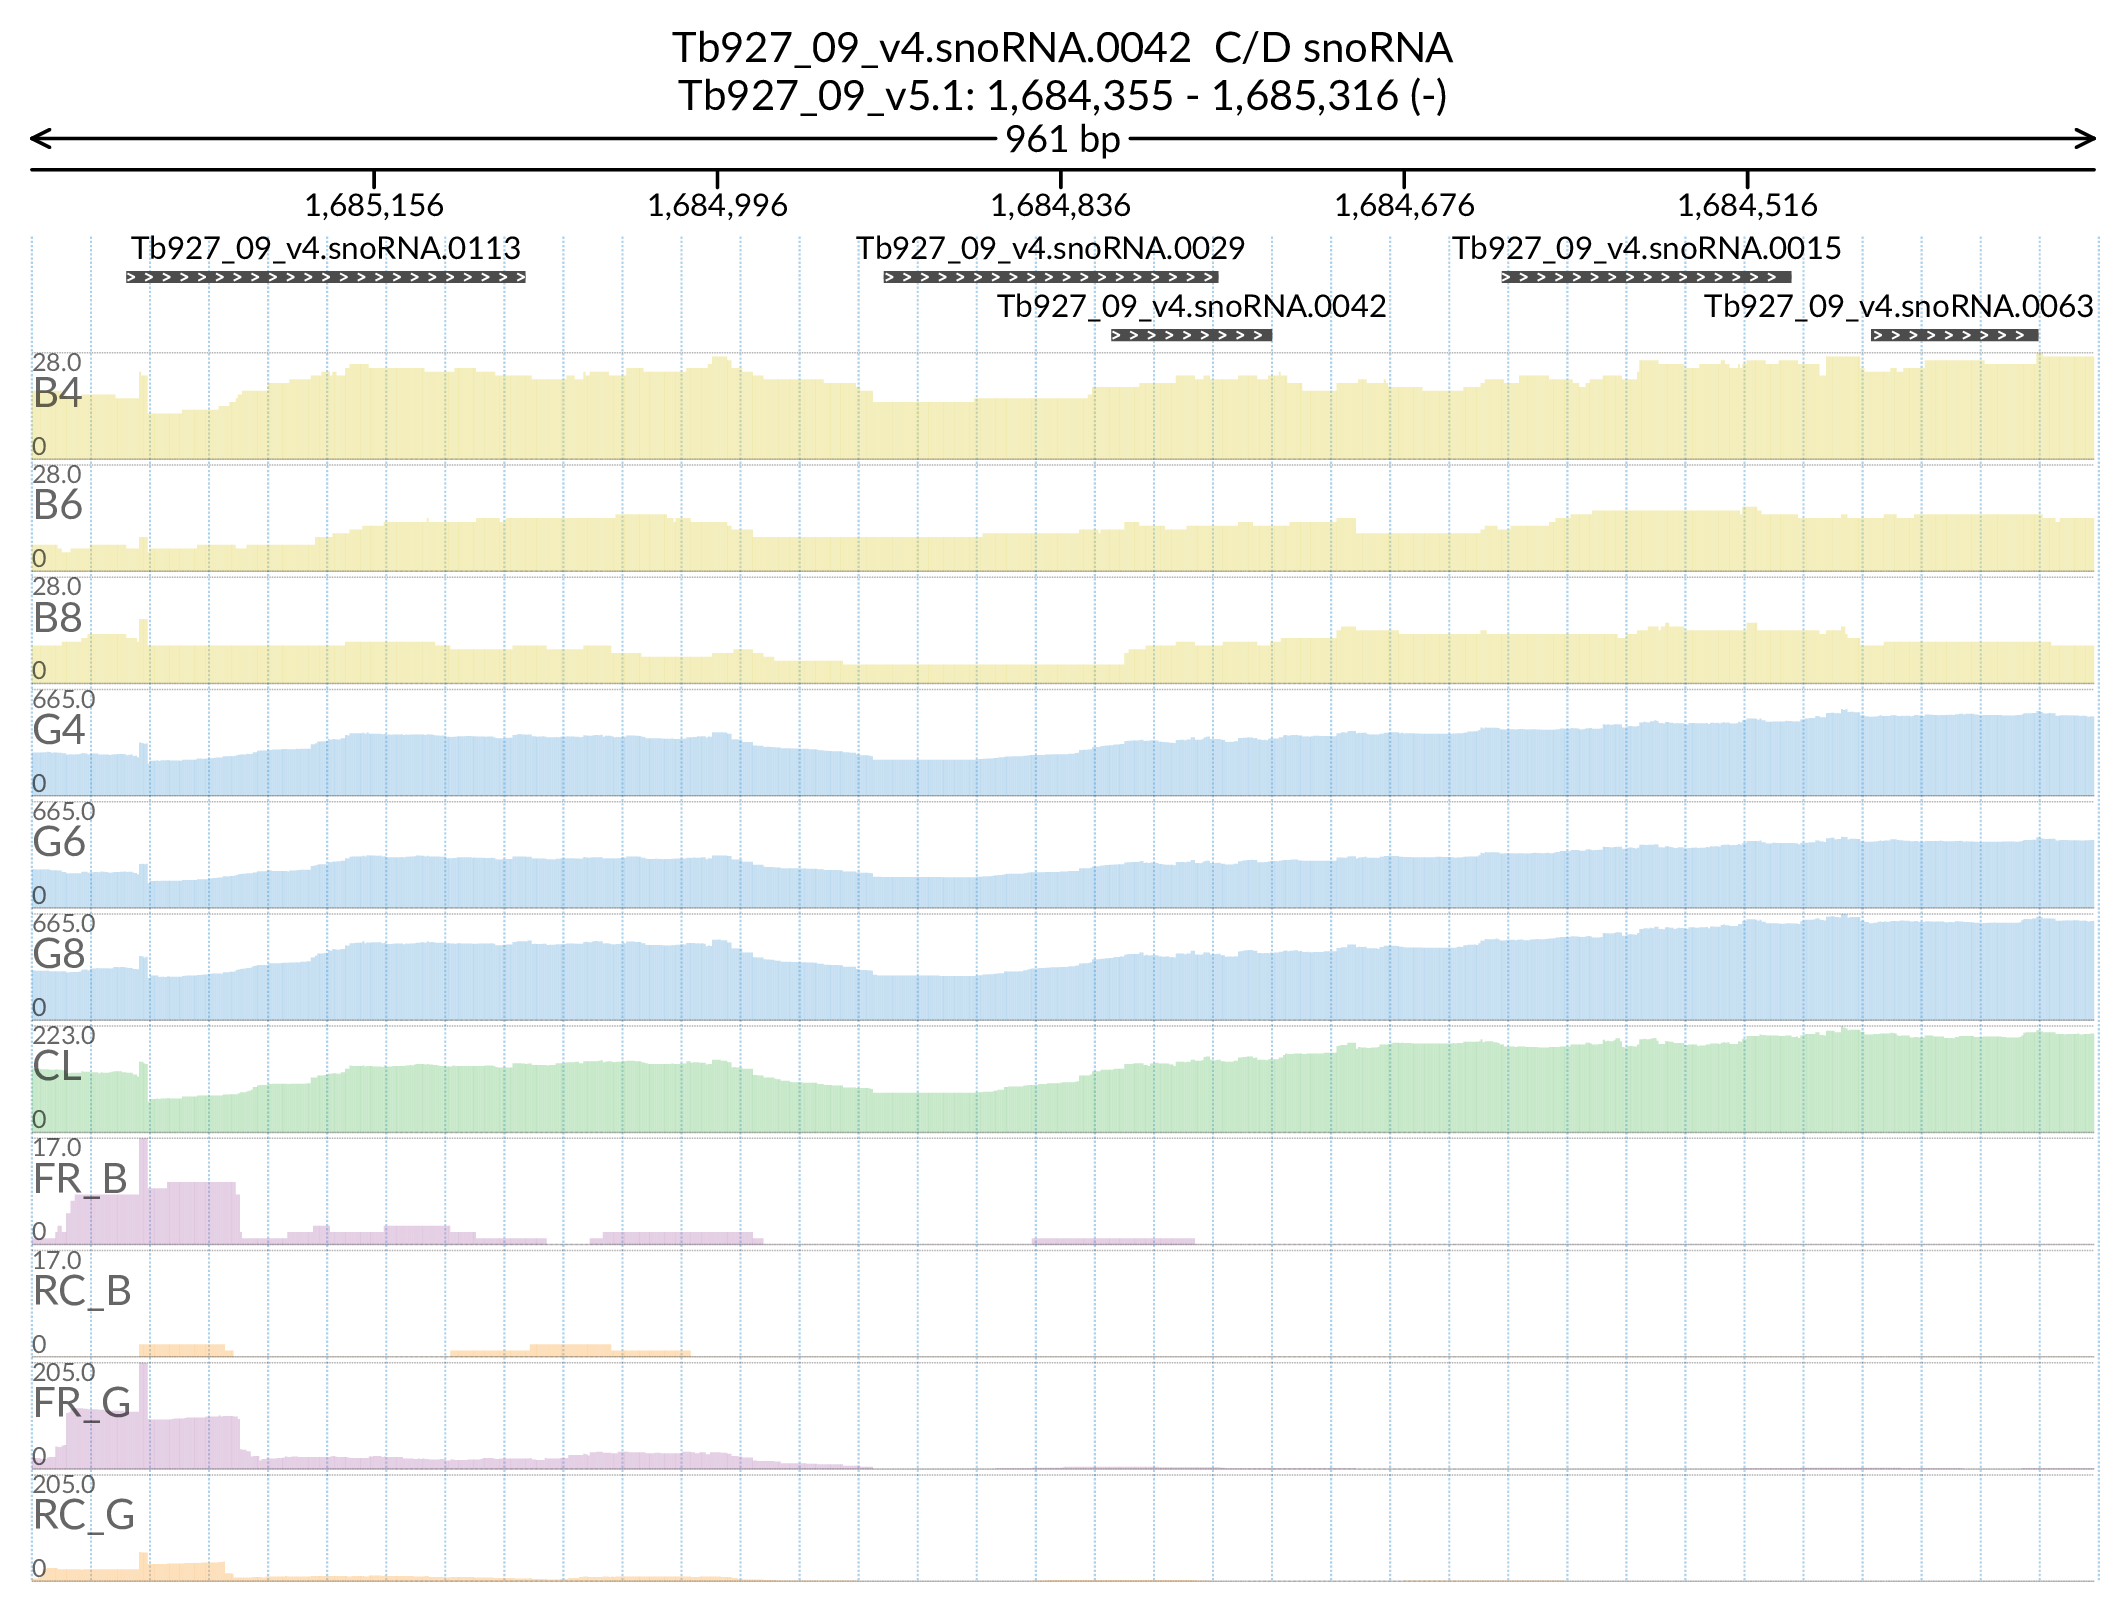 Tb927_09_v4.snoRNA.0042  C/D snoRNA
Tb927_09_v5.1: 1,684,355 - 1,685,316 (-)
961 bp
1,685,156 1,684,996 1,684,836 1,684,676 1,684,516
Tb927_09_v4.snoRNA.0113 Tb927_09_v4.snoRNA.0029 Tb927_09_v4.snoRNA.0015
Tb927_09_v4.snoRNA.0042 Tb927_09_v4.snoRNA.0063
28.0
B4
0
28.0
B6
0
28.0
B8
0
665.0
G4
0
665.0
G6
0
665.0
G8
0
223.0
CL
0
17.0
FR_B
0
17.0
RC_B
0
205.0
FR_G
0
205.0
RC_G
0